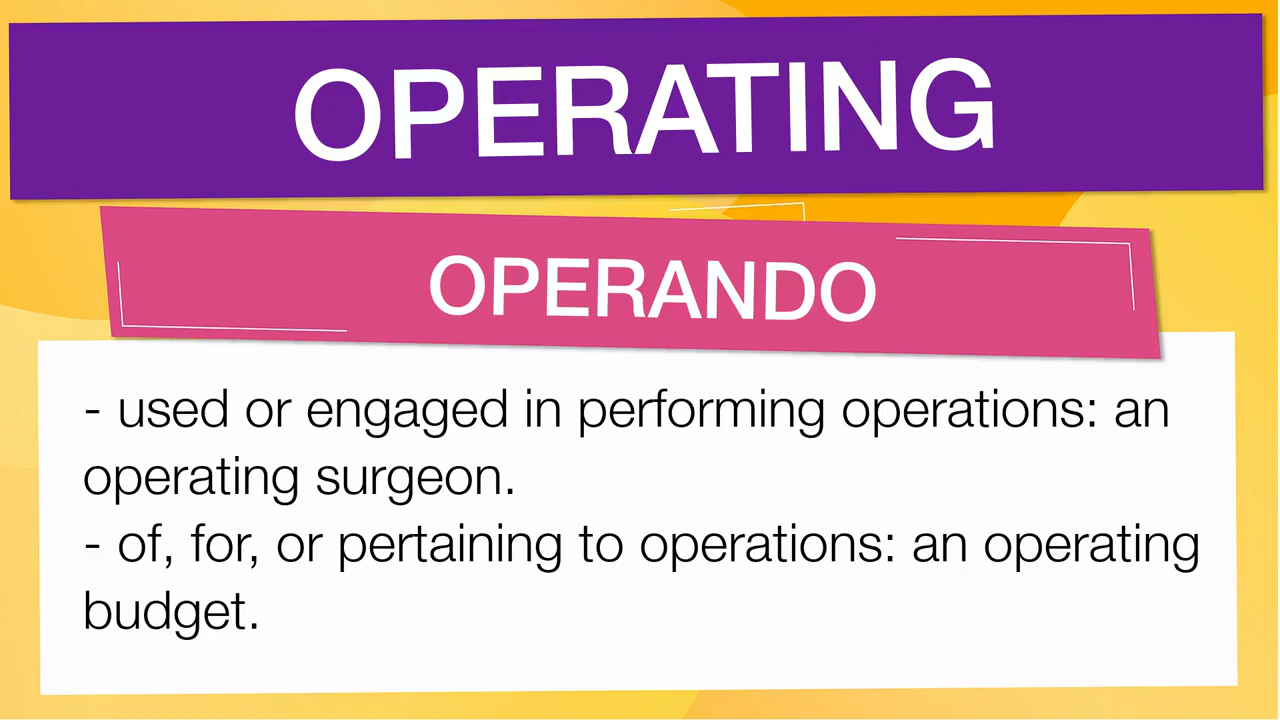 OPERATING
OPERANDO
- used or engaged in performing operations: an
operating surgeon.
- of, for, or pertaining to operations: an operating
budget.